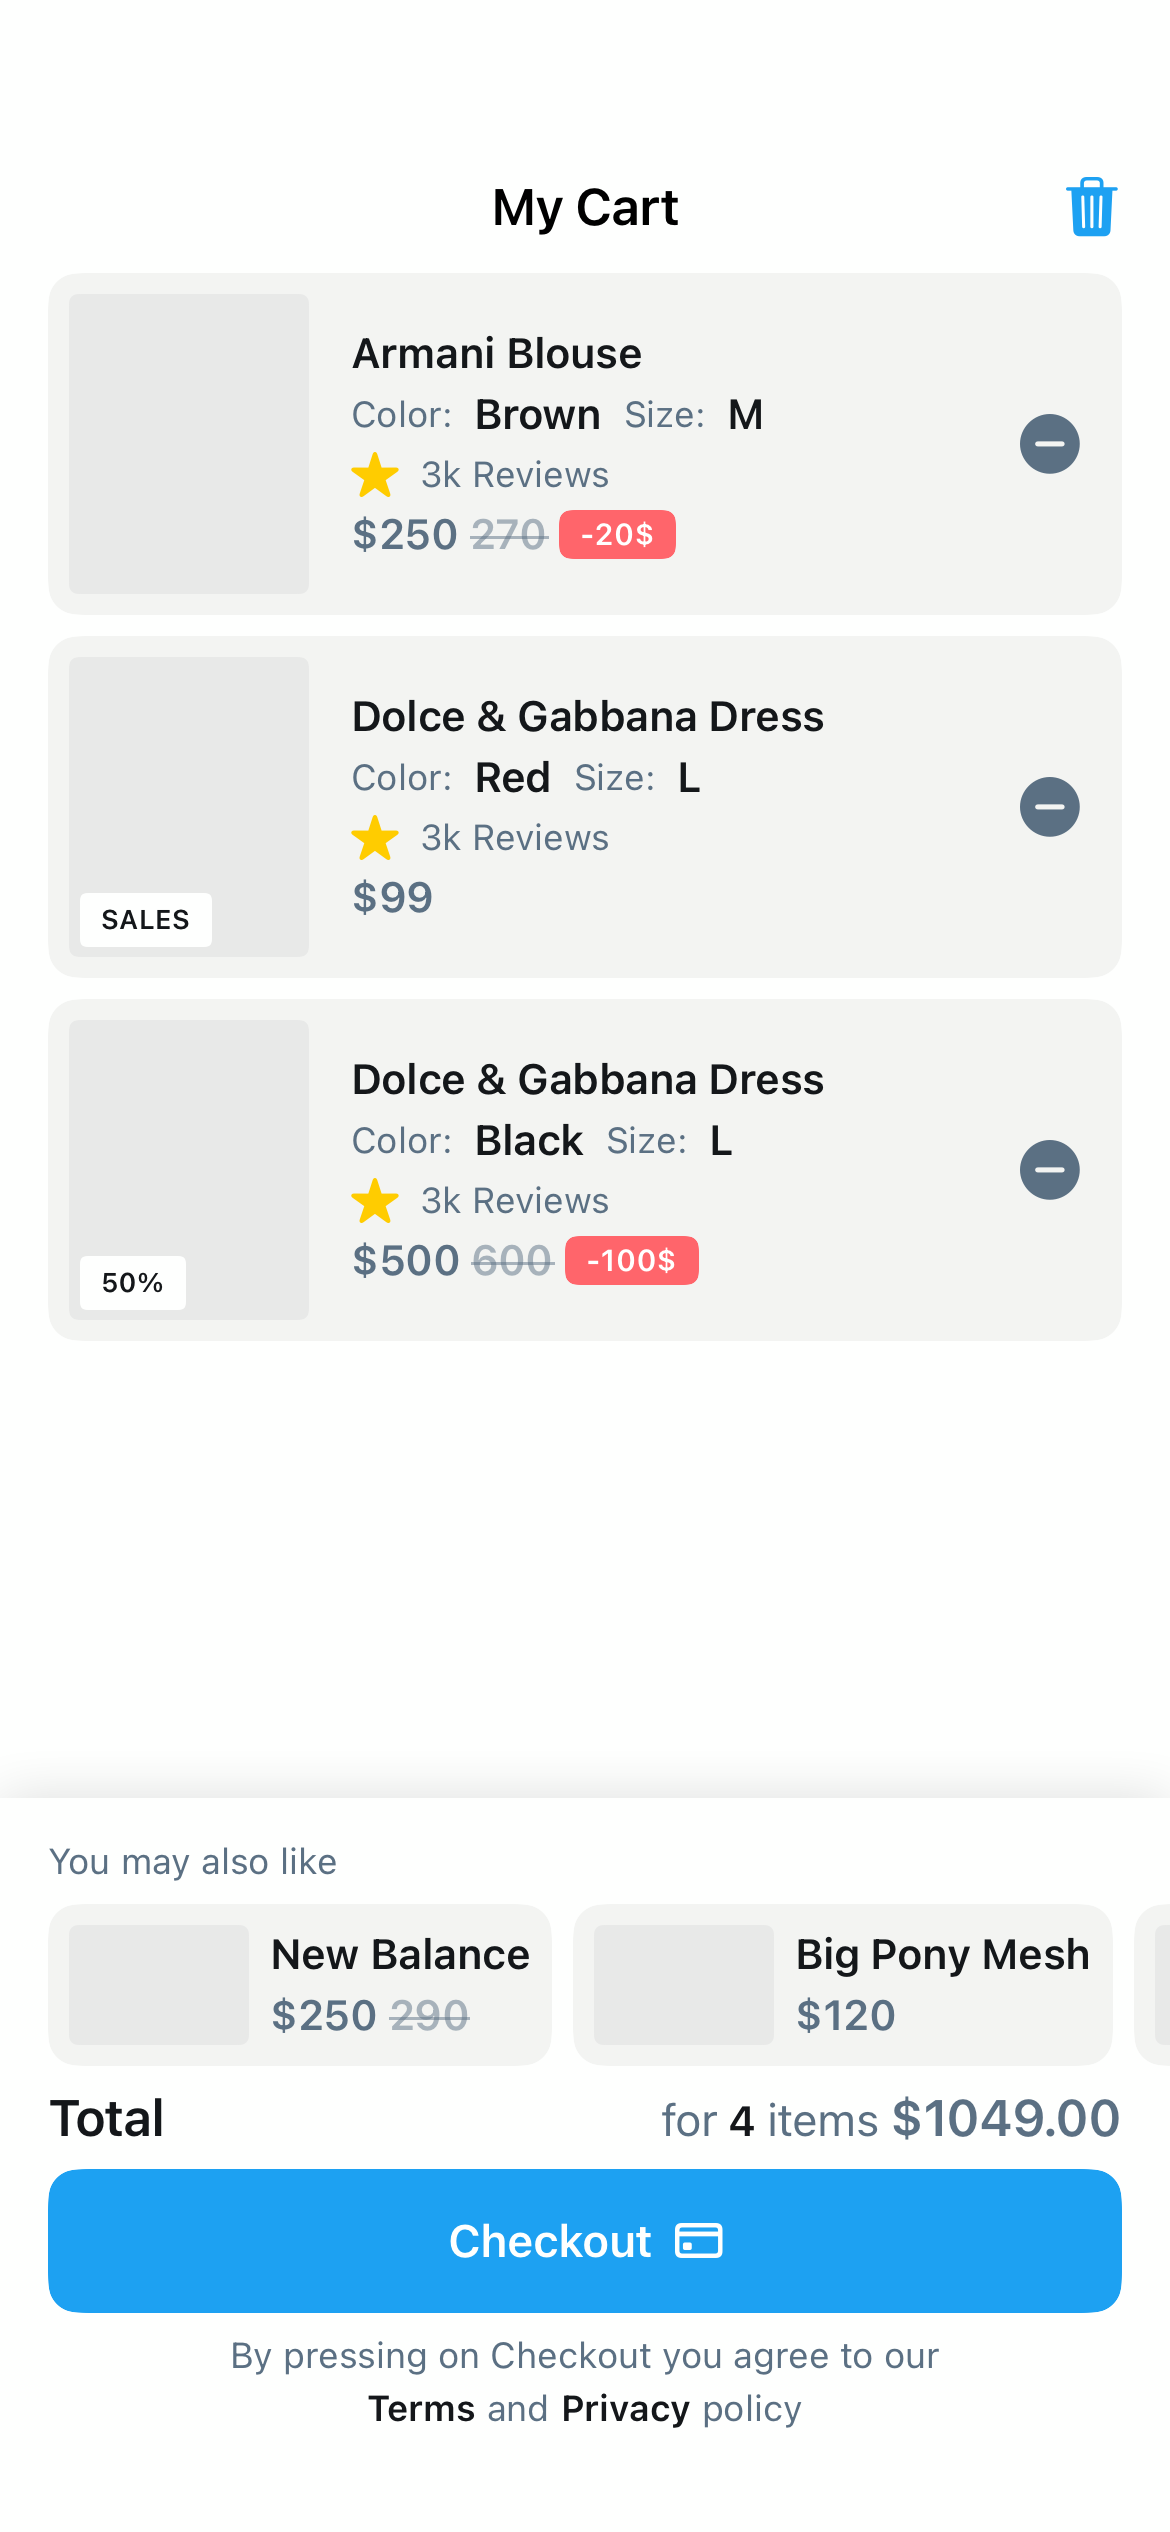 My Cart
Armani Blouse
Color: Brown Size: M
3k Reviews
$250 270 -20$
Dolce & Gabbana Dress
Color: Red Size: L
3k Reviews
$99
SALES
Dolce & Gabbana Dress
Color: Black Size: L
3k Reviews
$500 600 -100$
50%
You may also like
New Balance
$250 290
Big Pony Mesh
$120
Total for 4 items $1049.00
Checkout
By pressing on Checkout you agree to our
Terms and Privacy policy